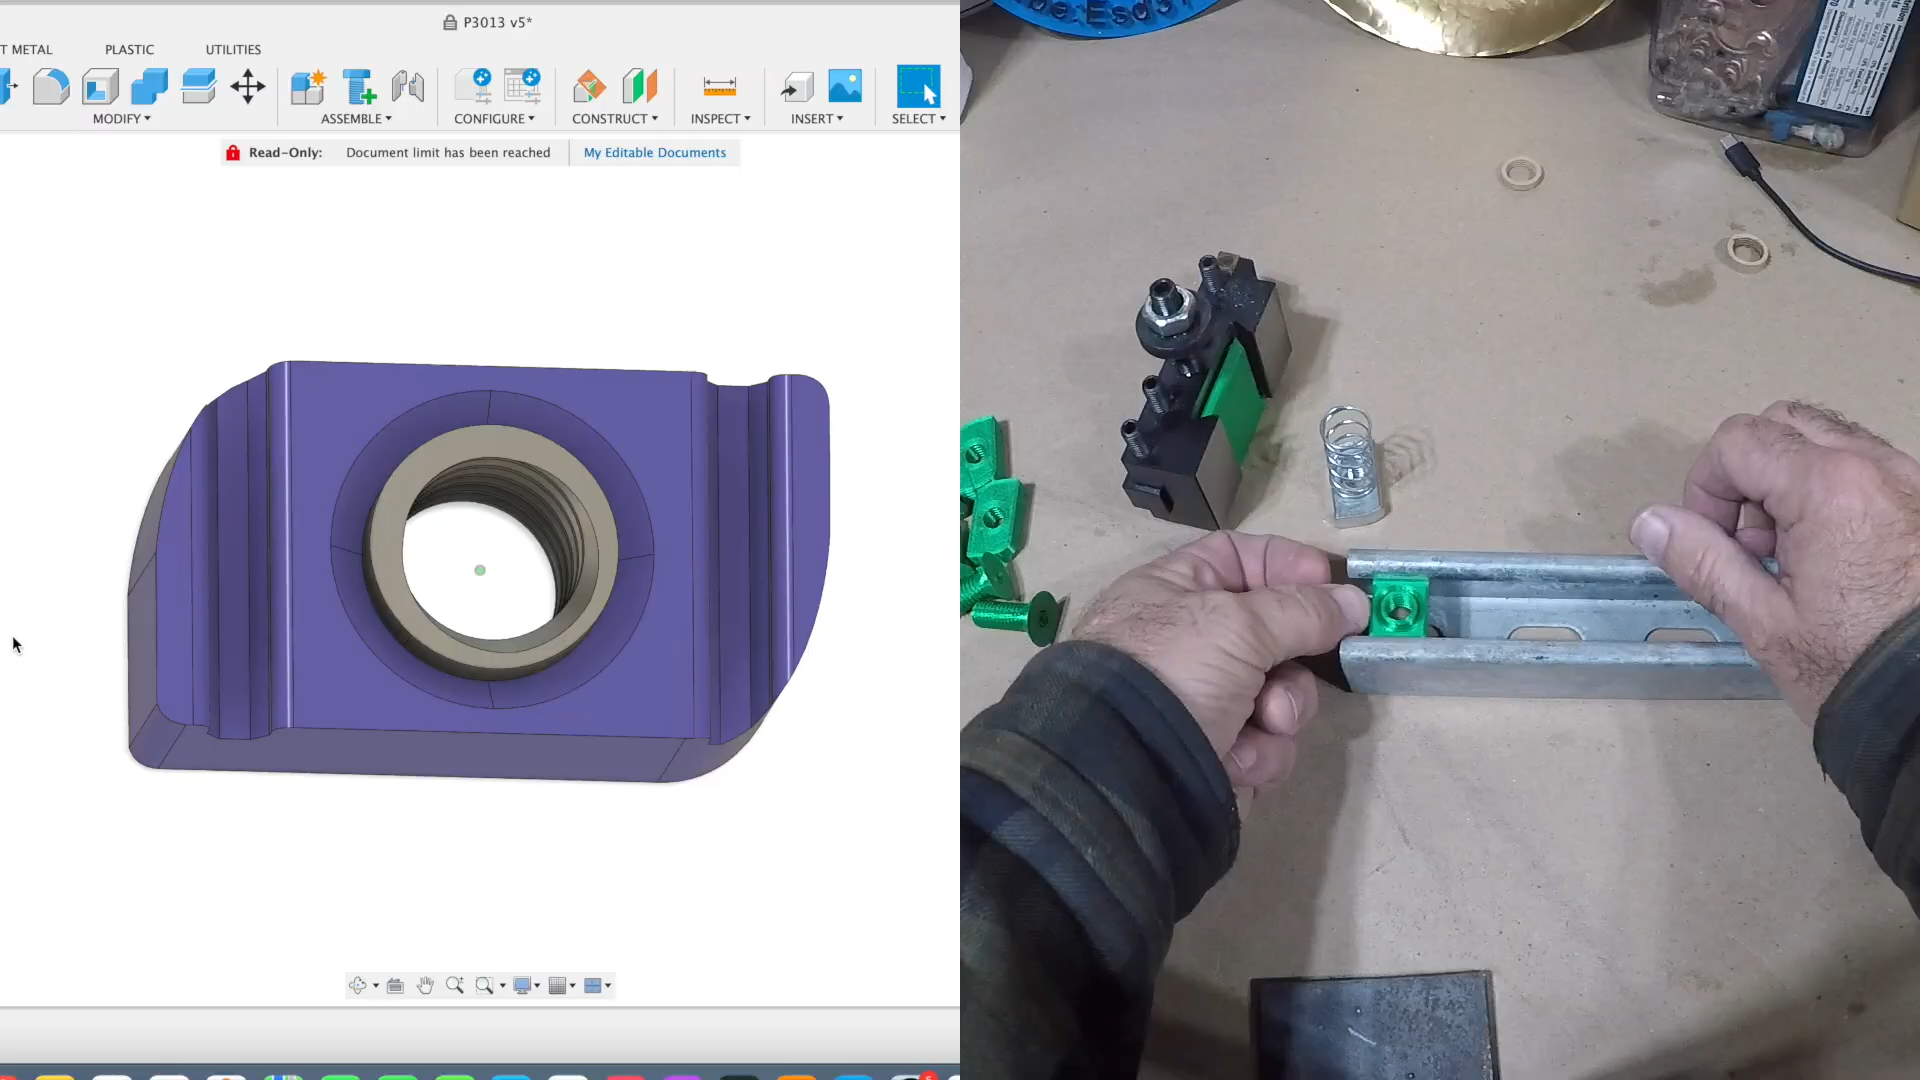 P3013 v5*
T METAL
PLASTIC
UTILITIES
MODIFY
ASSEMBLE
CONFIGURE
CONSTRUCT
INSPECT
INSERT
SELECT
Read-Only: Document limit has been reached My Editable Documents